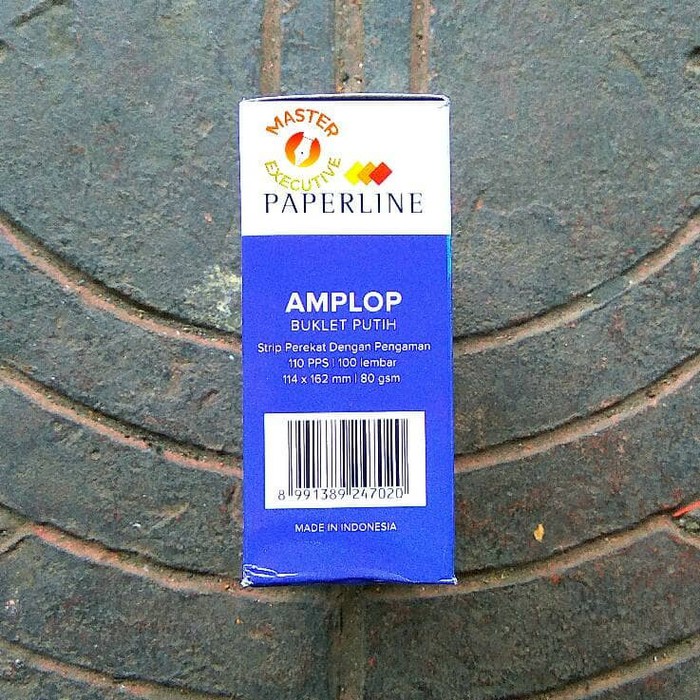 MASTER
EXECUTIVE
PAPERLINE
AMPLOP
BUKLET PUTIH
Strip Perekat Dengan Pengaman
110 PPS | 100 lembar
114 x 162 mm | 80 gsm
8 991389 247020
MADE IN INDONESIA